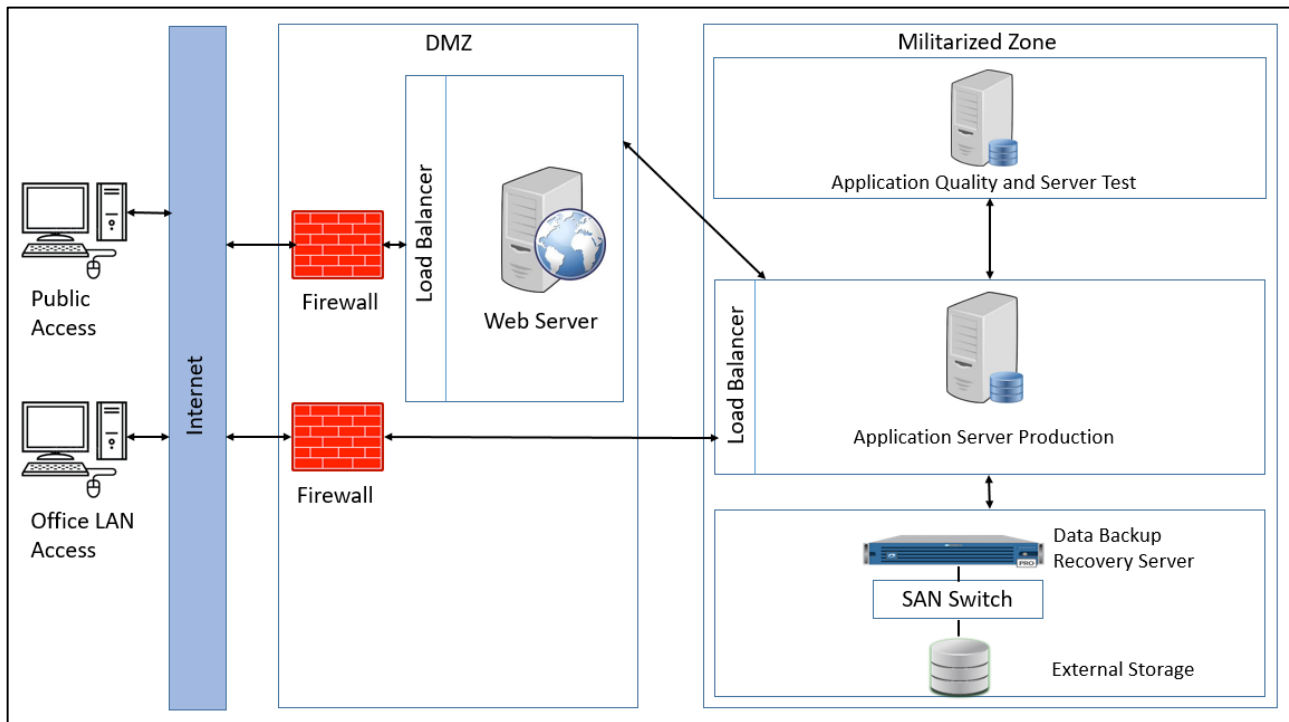 DMZ
Militarized Zone
Application Quality and Server Test
Load Balancer
Web Server
Public
Access
Firewall
Internet
Load Balancer
Application Server Production
Office LAN
Access
Firewall
Data Backup
Recovery Server
PRO
SAN Switch
External Storage